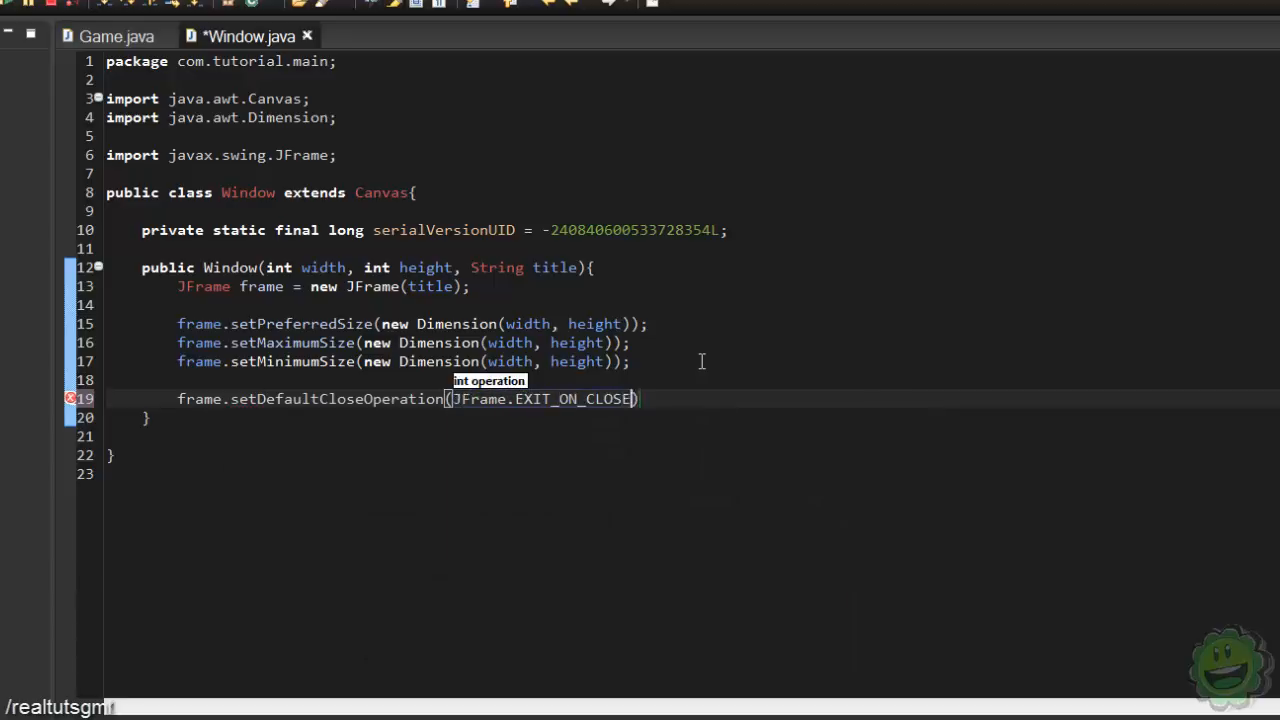 Game.java *Window.java
1 package com.tutorial.main;
2
3 import java.awt.Canvas;
4 import java.awt.Dimension;
5
6 import javax.swing.JFrame;
7
8 public class Window extends Canvas{
9
10 private static final long serialVersionUID = -240840600533728354L;
11
12 public Window(int width, int height, String title){
13 JFrame frame = new JFrame(title);
14
15 frame.setPreferredSize(new Dimension(width, height));
16 frame.setMaximumSize(new Dimension(width, height));
17 frame.setMinimumSize(new Dimension(width, height));
18
int operation
19 frame.setDefaultCloseOperation(JFrame.EXIT_ON_CLOSE)
20 }
21
22 }
23
/realtutsgml